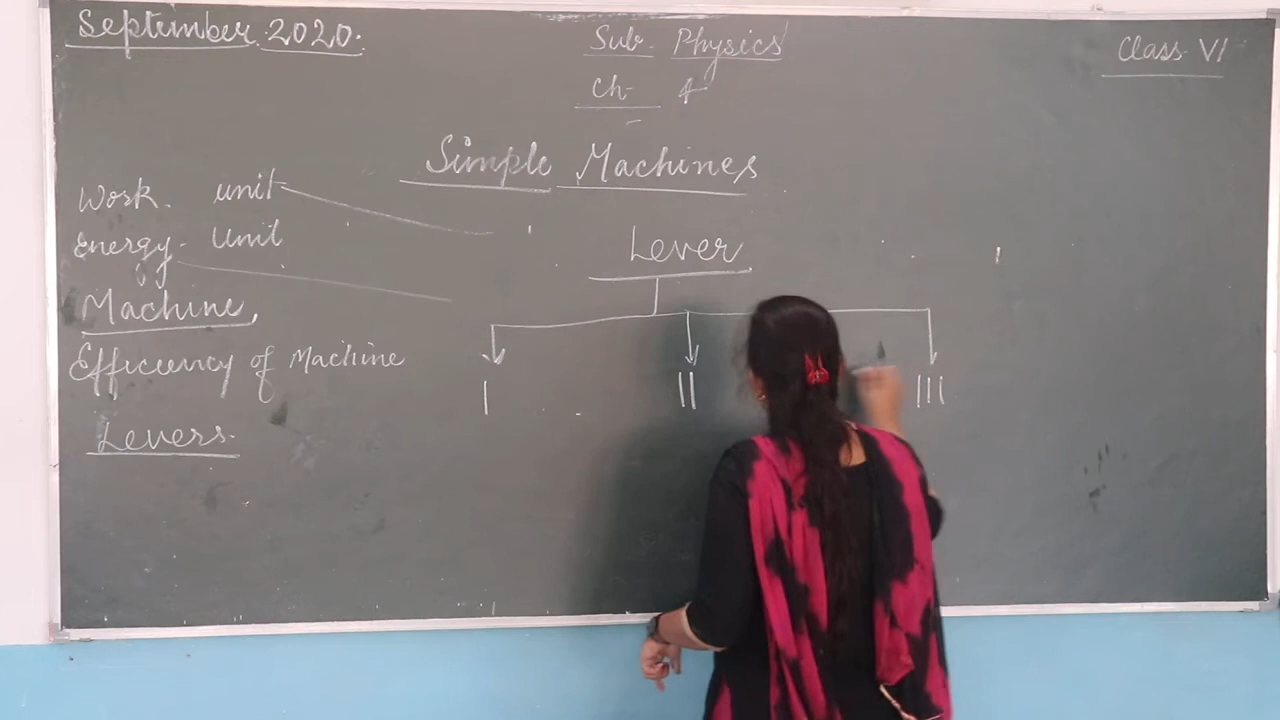 September 2020.
Sub- Physics
Ch- 4
Class- VI
Simple Machines
Work- unit
Energy- Unit
Machine,
Efficiency of Machine
Levers-
Lever
I II III